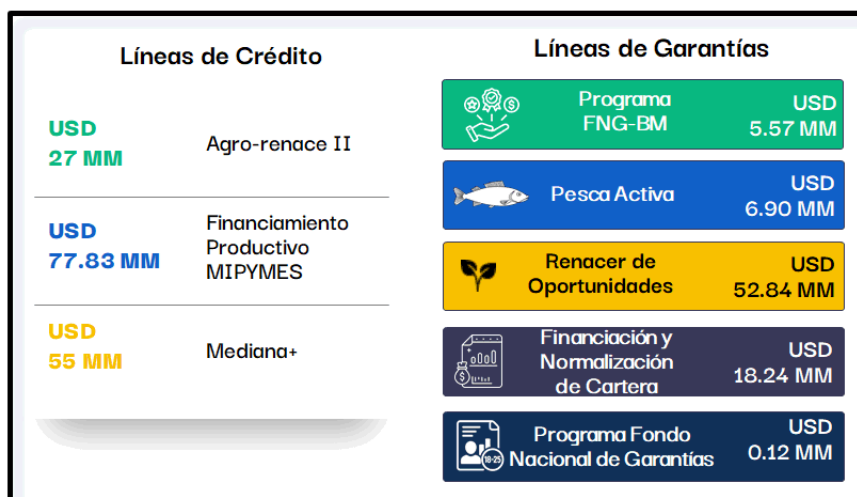 Líneas de Crédito
USD
27 MM
Agro-renace II
USD
77.83 MM
Financiamiento
Productivo
MIPYMES
USD
55 MM
Mediana+
Líneas de Garantías
Programa
FNG-BM
USD
5.57 MM
Pesca Activa
USD
6.90 MM
Renacer de
Oportunidades
USD
52.84 MM
Financiación y
Normalización
de Cartera
USD
18.24 MM
18-25
Programa Fondo
Nacional de Garantías
USD
0.12 MM